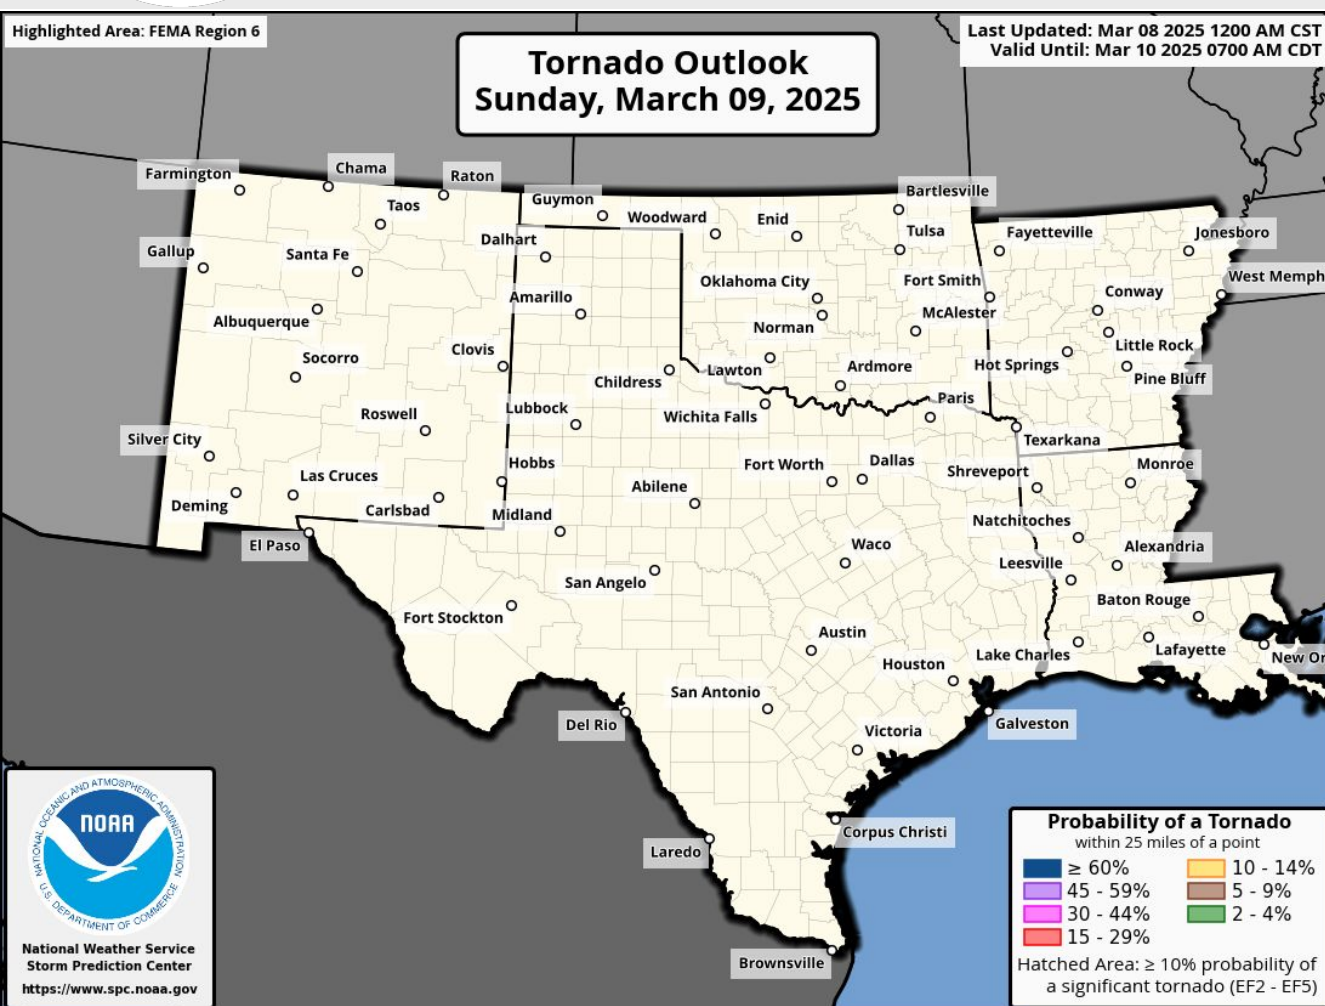 Highlighted Area: FEMA Region 6
Last Updated: Mar 08 2025 1200 AM CST
Valid Until: Mar 10 2025 0700 AM CDT
Tornado Outlook
Sunday, March 09, 2025
Farmington
Chama
Raton
Taos
Guymon
Woodward
Enid
Bartlesville
Tulsa
Fayetteville
Jonesboro
Gallup
Santa Fe
Dalhart
Oklahoma City
Fort Smith
West Memph
Albuquerque
Amarillo
Norman
McAlester
Conway
Little Rock
Socorro
Clovis
Childress
Lawton
Ardmore
Hot Springs
Pine Bluff
Roswell
Lubbock
Wichita Falls
Paris
Texarkana
Silver City
Las Cruces
Hobbs
Abilene
Fort Worth
Dallas
Shreveport
Monroe
Deming
Carlsbad
Midland
Natchitoches
El Paso
San Angelo
Waco
Leesville
Alexandria
Fort Stockton
Baton Rouge
Austin
Houston
Lake Charles
Lafayette
New Or
Del Rio
San Antonio
Victoria
Galveston
Laredo
Corpus Christi
Brownsville
NATIONAL OCEANIC AND ATMOSPHERIC ADMINISTRATION
NOAA
U.S. DEPARTMENT OF COMMERCE
National Weather Service
Storm Prediction Center
https://www.spc.noaa.gov
Probability of a Tornado
within 25 miles of a point
≥ 60%
10 - 14%
45 - 59%
5 - 9%
30 - 44%
2 - 4%
15 - 29%
Hatched Area: ≥ 10% probability of
a significant tornado (EF2 - EF5)